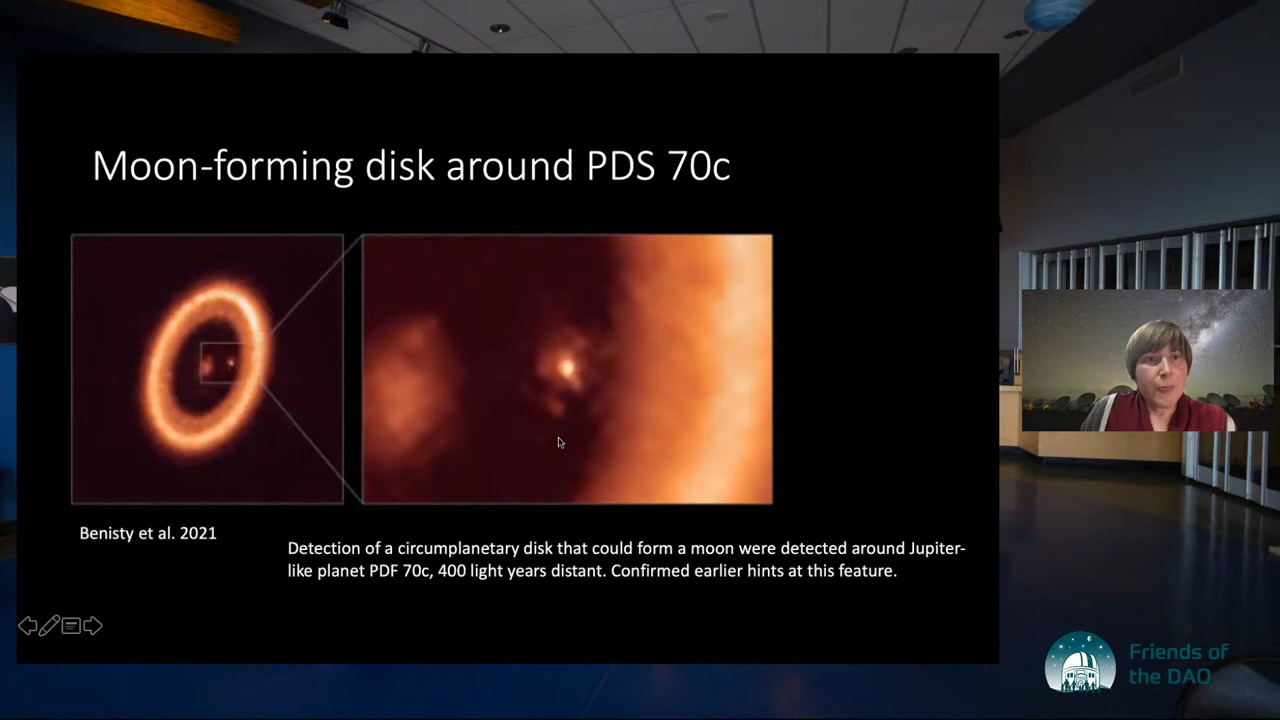 Moon-forming disk around PDS 70c
Benisty et al. 2021
Detection of a circumplanetary disk that could form a moon were detected around Jupiter-
like planet PDF 70c, 400 light years distant. Confirmed earlier hints at this feature.
Friends of
the DAO